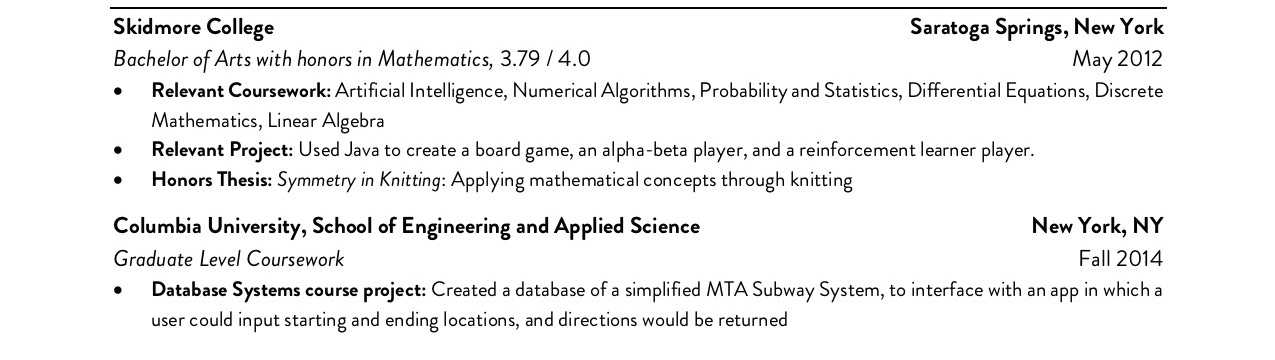 Skidmore College Saratoga Springs, New York
Bachelor of Arts with honors in Mathematics, 3.79 / 4.0 May 2012
• Relevant Coursework: Artificial Intelligence, Numerical Algorithms, Probability and Statistics, Differential Equations, Discrete
Mathematics, Linear Algebra
• Relevant Project: Used Java to create a board game, an alpha-beta player, and a reinforcement learner player.
• Honors Thesis: Symmetry in Knitting: Applying mathematical concepts through knitting
Columbia University, School of Engineering and Applied Science New York, NY
Graduate Level Coursework Fall 2014
• Database Systems course project: Created a database of a simplified MTA Subway System, to interface with an app in which a
user could input starting and ending locations, and directions would be returned